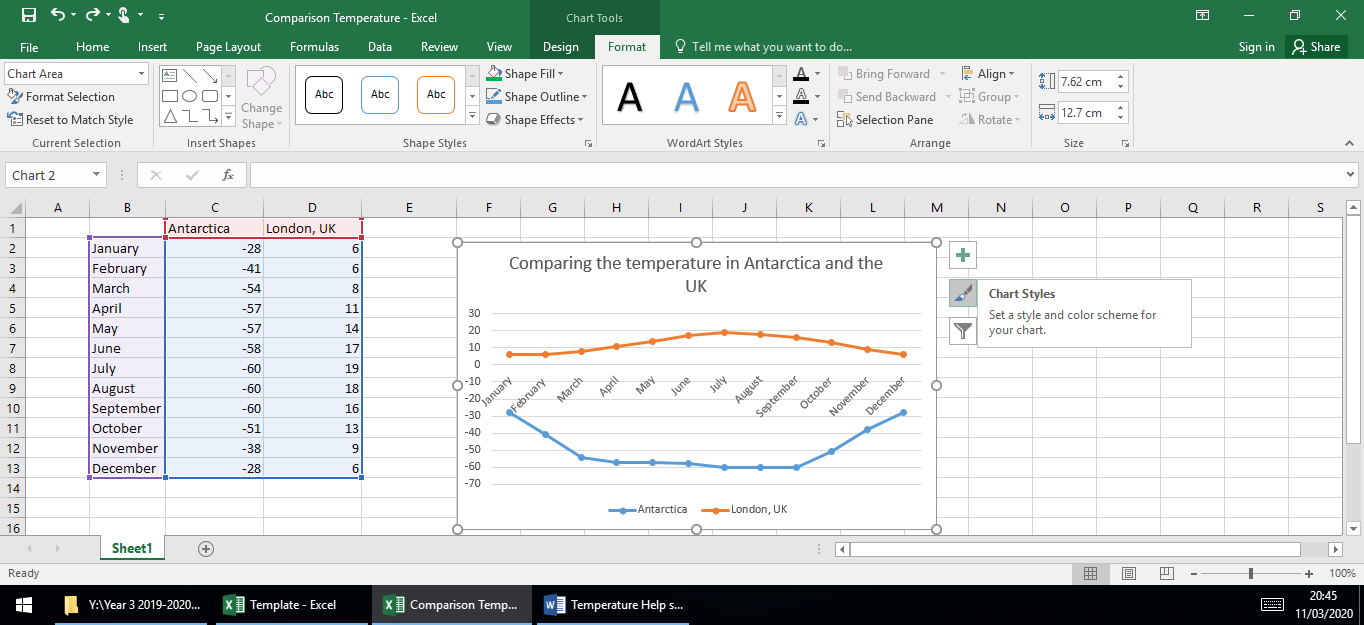 Comparison Temperature - Excel
Chart Tools
File Home Insert Page Layout Formulas Data Review View Design Format Tell me what you want to do... Sign in Share
Chart Area
Format Selection
Reset to Match Style
Current Selection
Change
Shape
Insert Shapes
Abc Abc Abc
Shape Fill
Shape Outline
Shape Effects
Shape Styles
A A A
A
A
A
WordArt Styles
Bring Forward
Send Backward
Selection Pane
Align
Group
Rotate
Arrange
7.62 cm
12.7 cm
Size
Chart 2
fx
A B C D E F G H I J K L M N O P Q R S
1 Antarctica London, UK
2 January -28 6
3 February -41 6
4 March -54 8
5 April -57 11
6 May -57 14
7 June -58 17
8 July -60 19
9 August -60 18
10 September -60 16
11 October -51 13
12 November -38 9
13 December -28 6
14
15
16
Comparing the temperature in Antarctica and the
UK
30
20
10
0
-10
-20
-30
-40
-50
-60
-70
January February March April May June July August September October November December
Antarctica London, UK
Chart Styles
Set a style and color scheme for
your chart.
Sheet1
Ready
100%
Y:\Year 3 2019-2020...
Template - Excel
Comparison Temp...
Temperature Help s...
20:45
11/03/2020